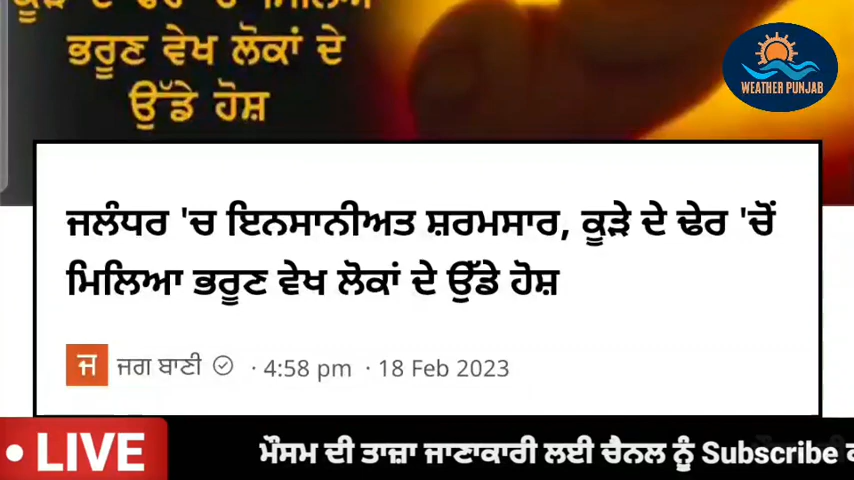 ਕੂੜੇ ਦੇ ਢੇਰ 'ਚੋਂ ਮਿਲਿਆ
ਭਰੂਣ ਵੇਖ ਲੋਕਾਂ ਦੇ
ਉੱਡੇ ਹੋਸ਼
WEATHER PUNJAB
ਜਲੰਧਰ 'ਚ ਇਨਸਾਨੀਅਤ ਸ਼ਰਮਸਾਰ, ਕੂੜੇ ਦੇ ਢੇਰ 'ਚੋਂ
ਮਿਲਿਆ ਭਰੂਣ ਵੇਖ ਲੋਕਾਂ ਦੇ ਉੱਡੇ ਹੋਸ਼
ਜ ਜਗ ਬਾਣੀ · 4:58 pm · 18 Feb 2023
• LIVE ਮੌਸਮ ਦੀ ਤਾਜ਼ਾ ਜਾਣਾਕਾਰੀ ਲਈ ਚੈਨਲ ਨੂੰ Subscribe